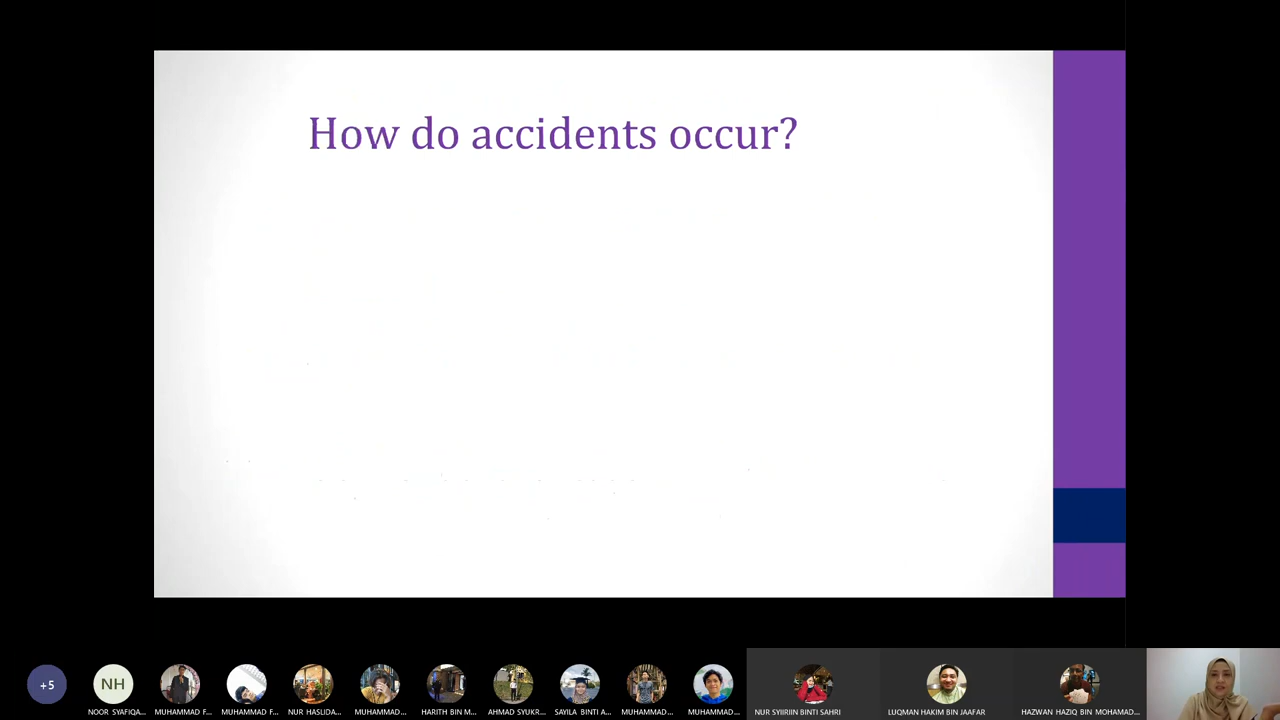 How do accidents occur?
+5
NH
NOOR SYAFIQA...
MUHAMMAD F...
MUHAMMAD F...
NUR HASLIDA...
MUHAMMAD...
HARITH BIN M...
AHMAD SYUKR...
SAYILA BINTI A...
MUHAMMAD...
MUHAMMAD...
NUR SYIIRIIN BINTI SAHRI
LUQMAN HAKIM BIN JAAFAR
HAZWAN HAZIQ BIN MOHAMAD...